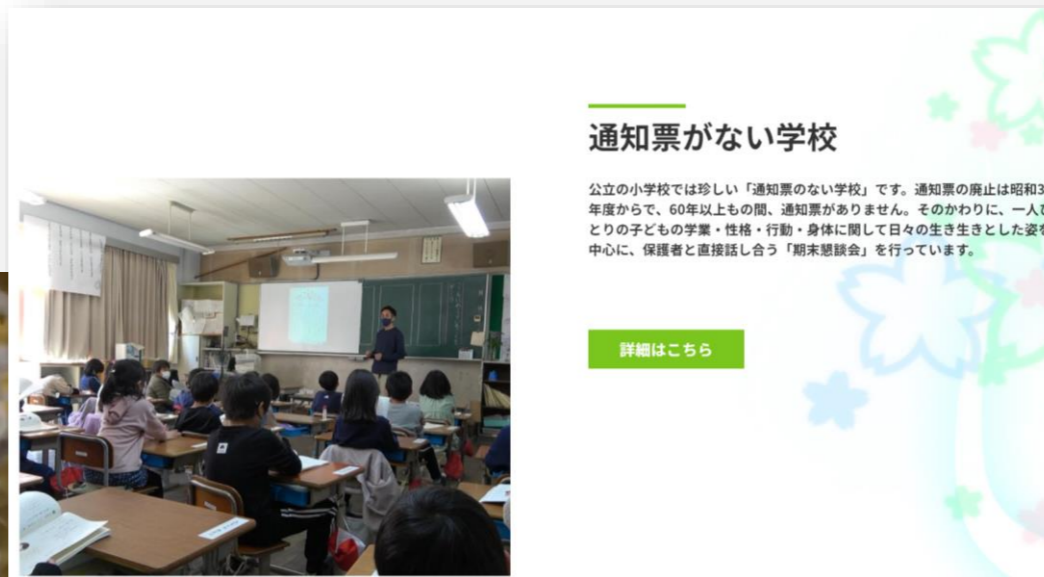 通知票がない学校
公立の小学校では珍しい「通知票のない学校」です。通知票の廃止は昭和3
年度からで、60年以上もの間、通知票がありません。そのかわりに、一人ひ
とりの子どもの学業・性格・行動・身体に関して日々の生き生きとした姿を
中心に、保護者と直接話し合う「期末懇談会」を行っています。
詳細はこちら